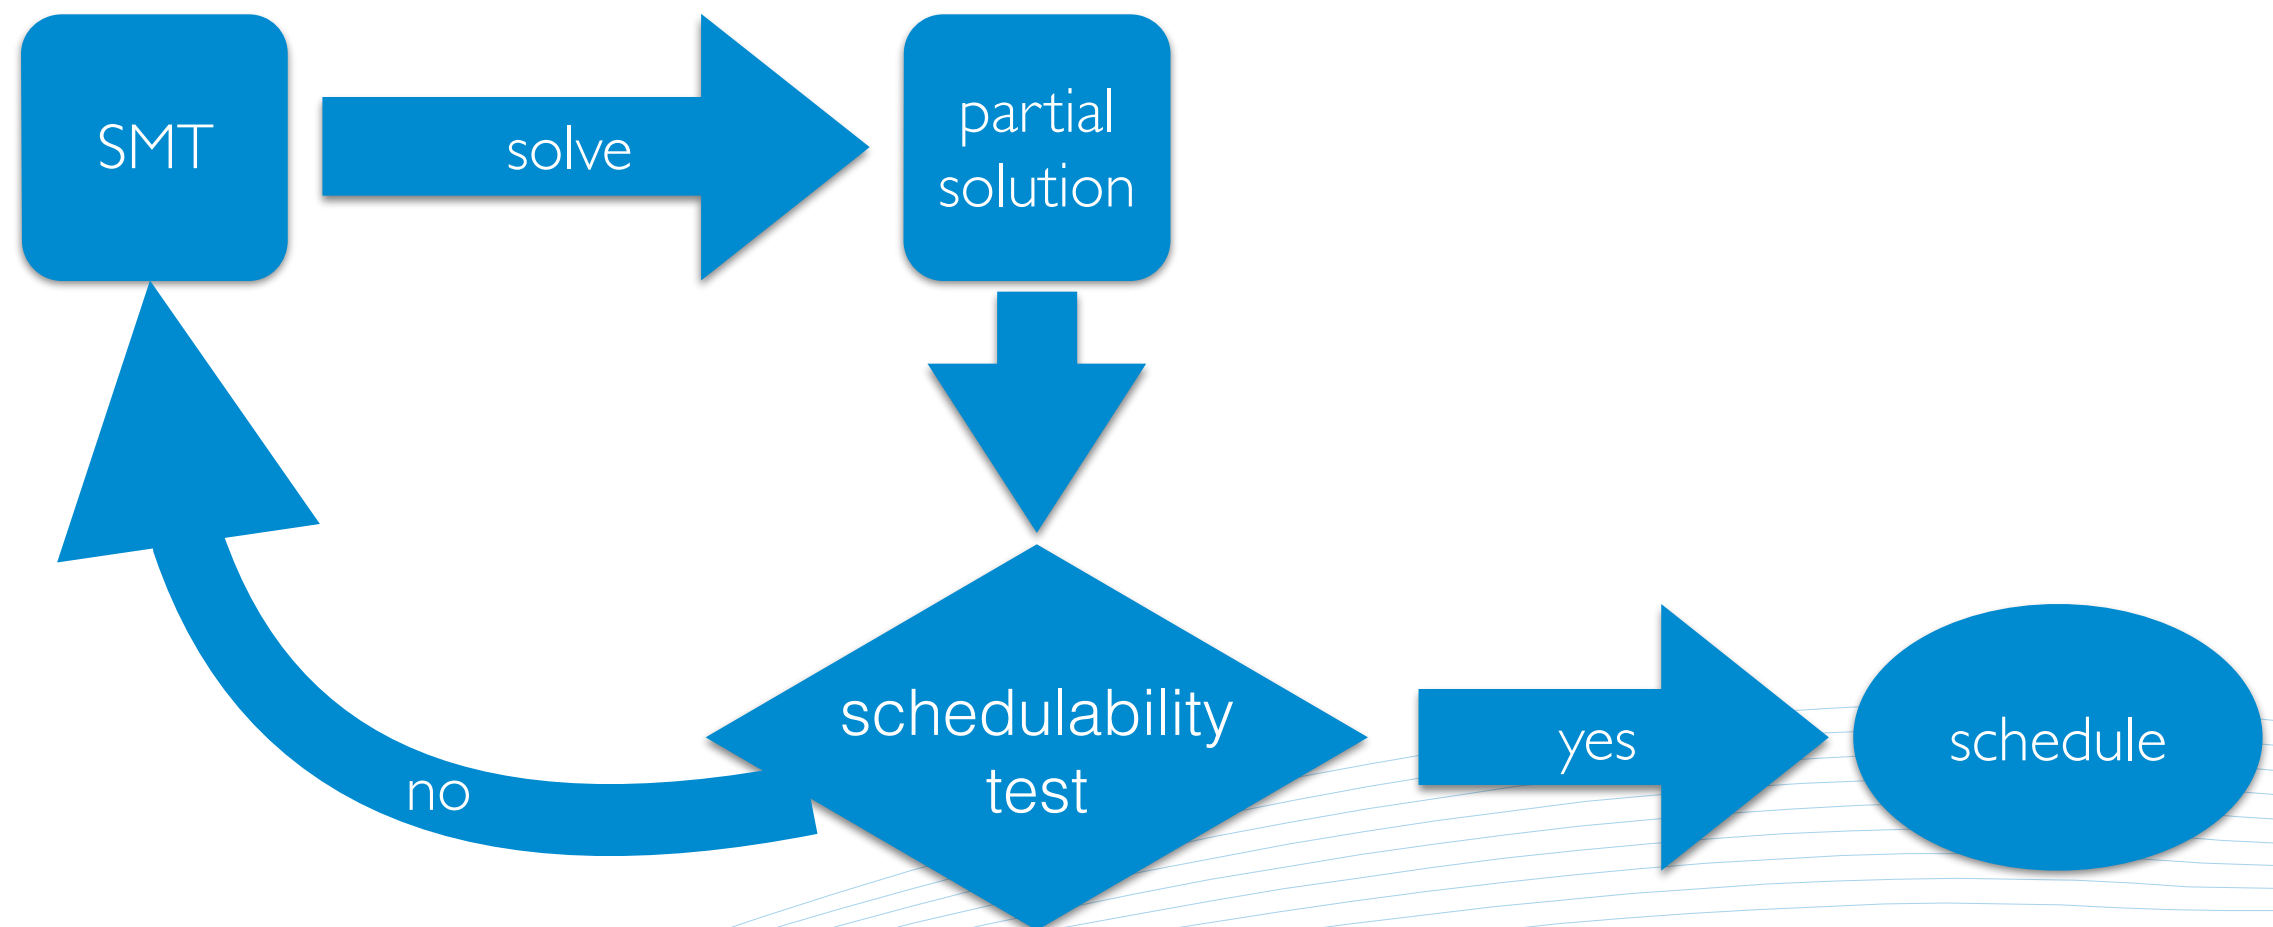 SMT
solve
partial
solution
schedulability
test
yes
schedule
no